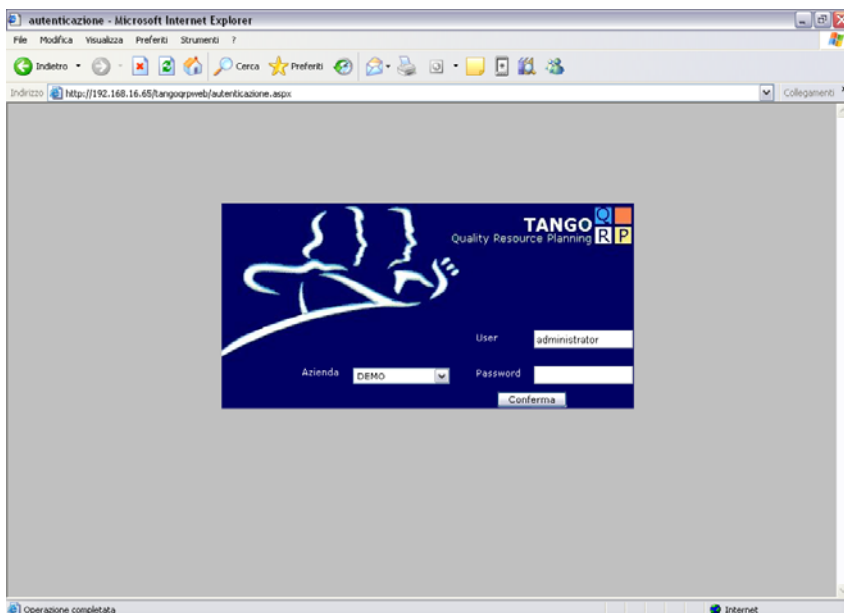 autenticazione - Microsoft Internet Explorer
File Modifica Visualizza Preferiti Strumenti ?
Indietro Cerca Preferiti
Indirizzo http://192.168.16.65/tangoqrpweb/autenticazione.aspx Collegamenti
TANGO Q
Quality Resource Planning R P
User administrator
Azienda DEMO Password
Conferma
Operazione completata Internet